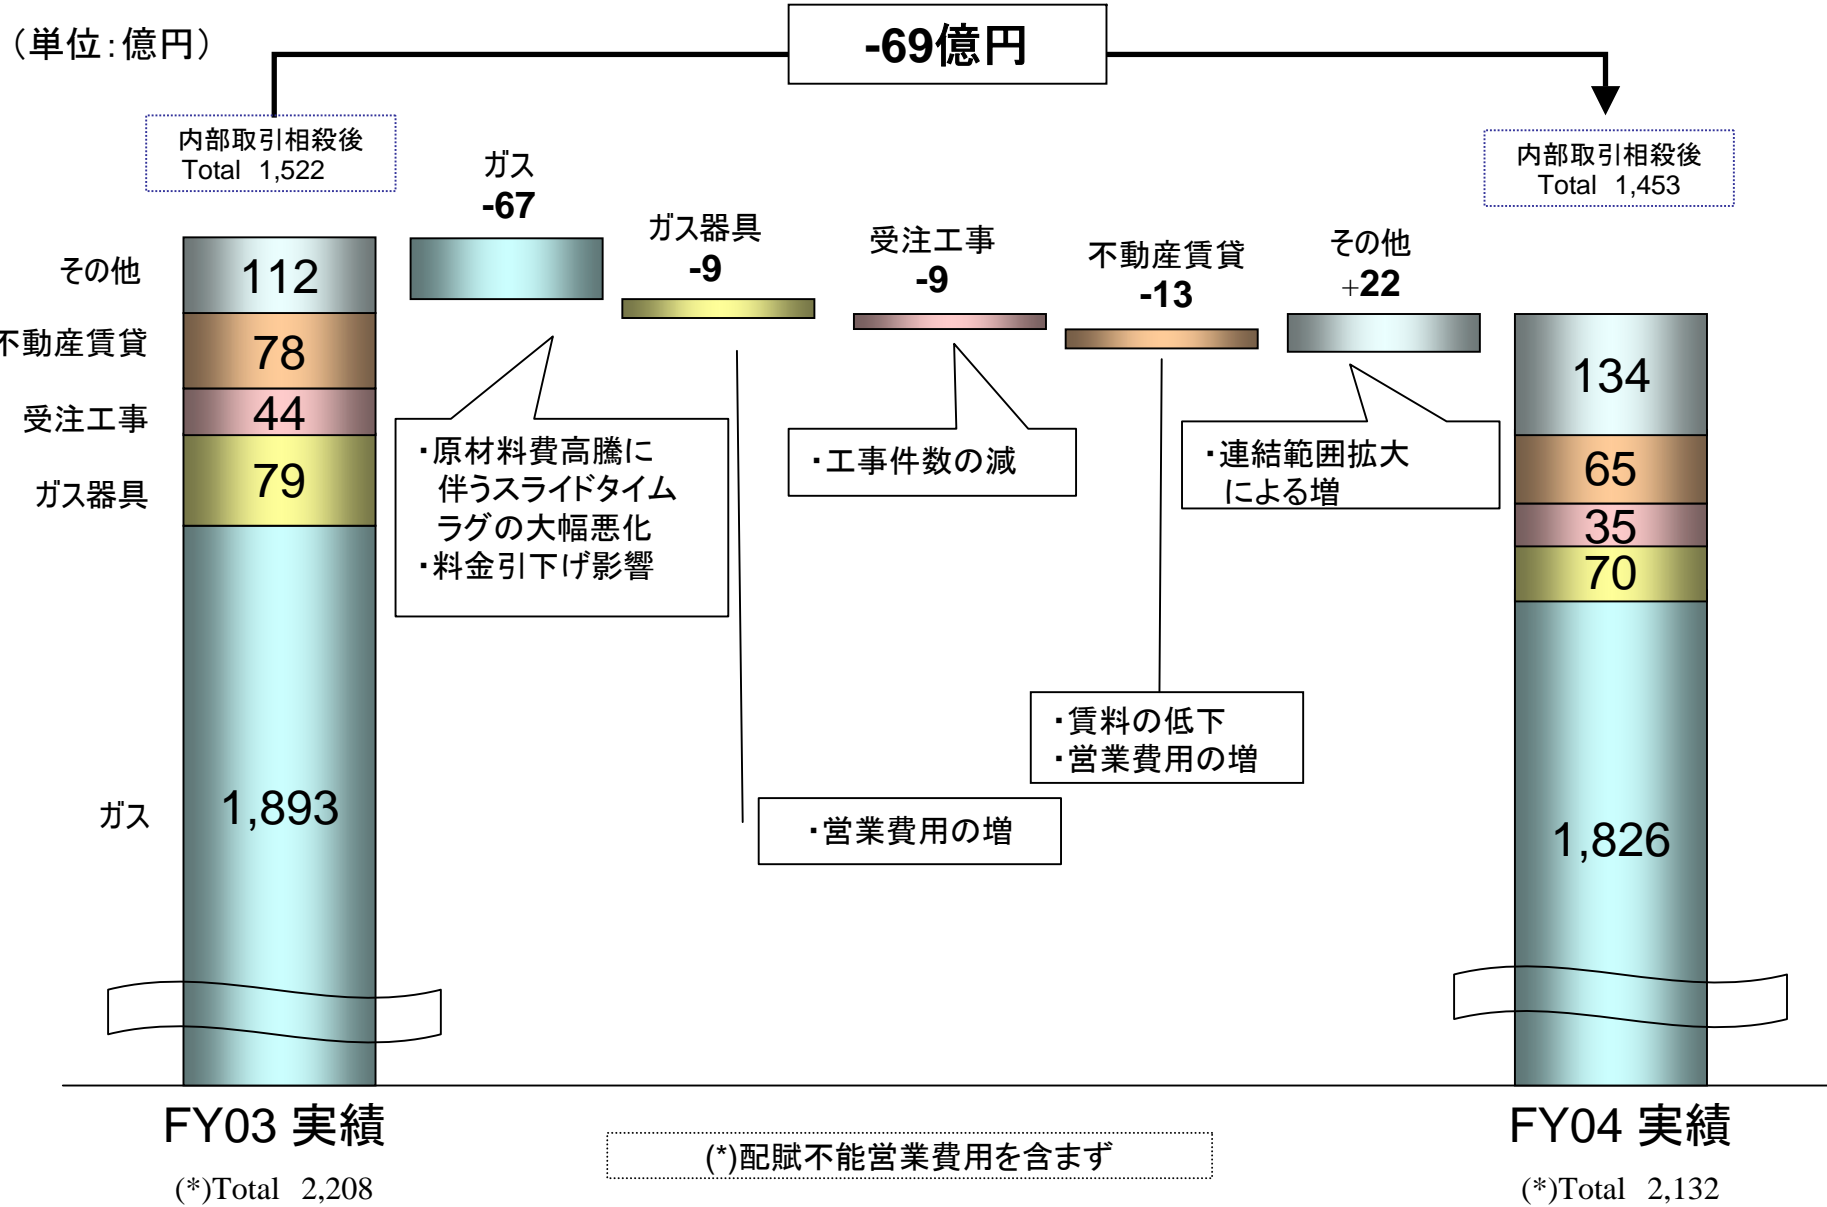 （単位：億円）
-69億円
内部取引相殺後
Total 1,522
内部取引相殺後
Total 1,453
ガス
-67
ガス器具
-9
受注工事
-9
不動産賃貸
-13
その他
+22
その他
112
不動産賃貸
78
受注工事
44
ガス器具
79
ガス
1,893
・原材料費高騰に
伴うスライドタイム
ラグの大幅悪化
・料金引下げ影響
・工事件数の減
・連結範囲拡大
による増
・賃料の低下
・営業費用の増
・営業費用の増
134
65
35
70
1,826
FY03 実績
(*)Total 2,208
(*)配賦不能営業費用を含まず
FY04 実績
(*)Total 2,132